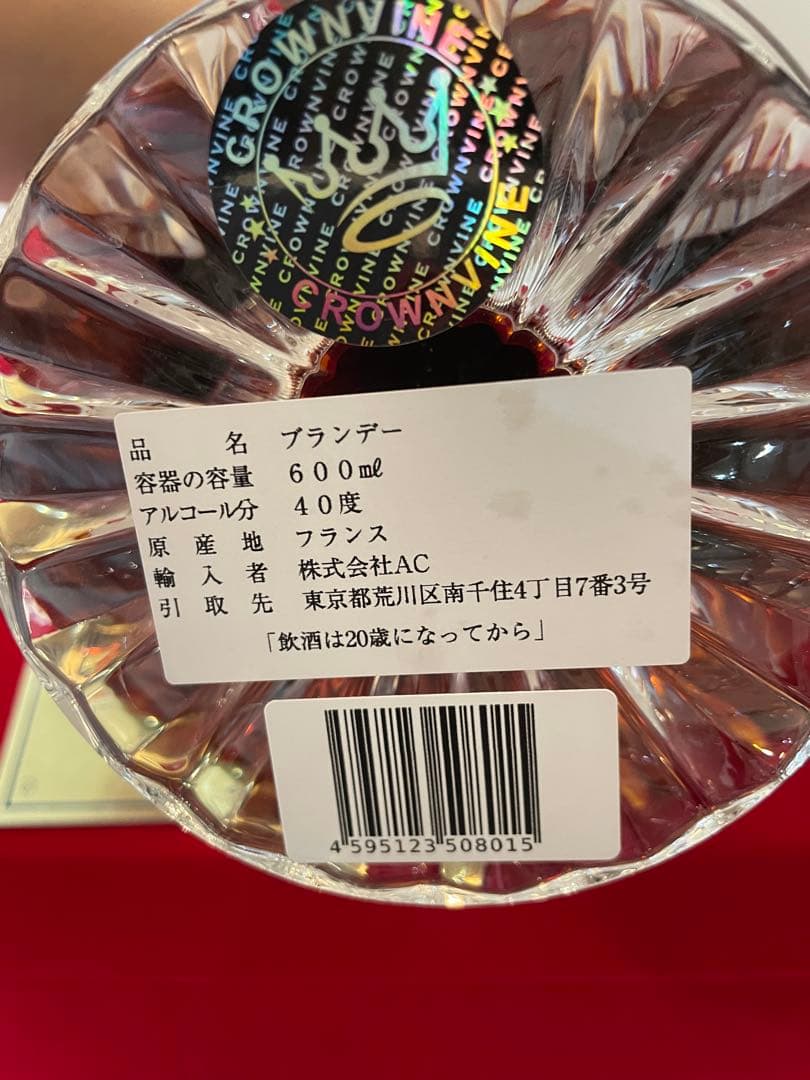 CROWNVINE
CROWNVINE
品名 ブランデー
容器の容量 600㎖
アルコール分 40度
原産地 フランス
輸入者 株式会社AC
引取先 東京都荒川区南千住4丁目7番3号
「飲酒は20歳になってから」
4 595123 508015